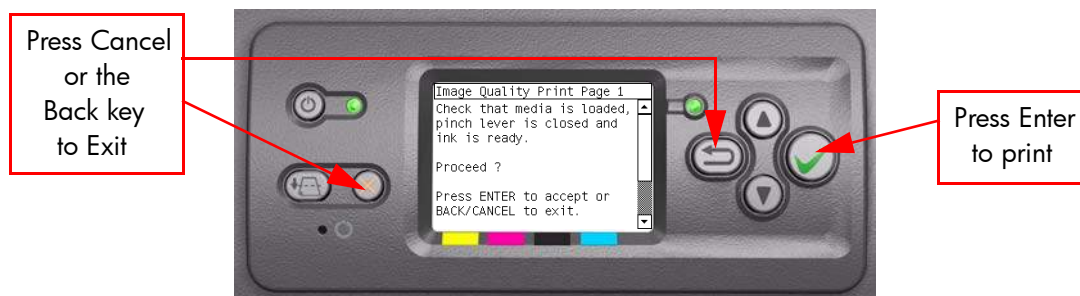 Press Cancel
or the
Back key
to Exit
Image Quality Print Page 1
Check that media is loaded,
pinch lever is closed and
ink is ready.
Proceed ?
Press ENTER to accept or
BACK/CANCEL to exit.
Press Enter
to print